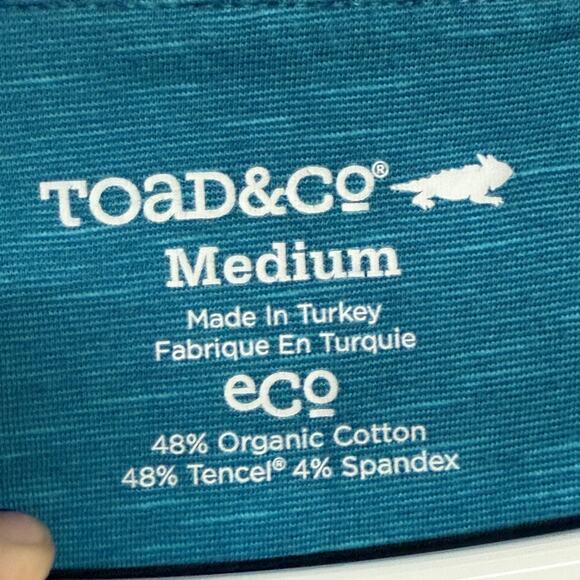 TOaD&CO®
Medium
Made In Turkey
Fabrique En Turquie
eco
48% Organic Cotton
48% Tencel® 4% Spandex